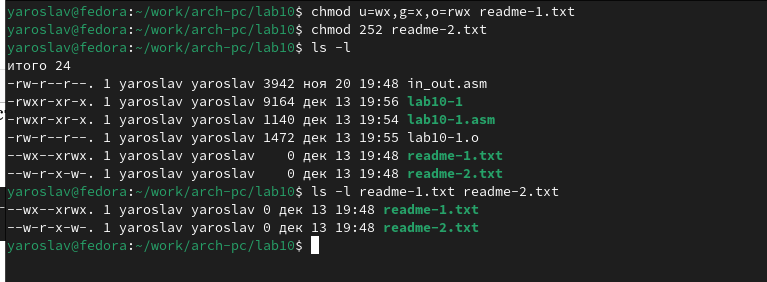 yaroslav@fedora:~/work/arch-pc/lab10$ chmod u=wx,g=x,o=rwx readme-1.txt
yaroslav@fedora:~/work/arch-pc/lab10$ chmod 252 readme-2.txt
yaroslav@fedora:~/work/arch-pc/lab10$ ls -l
итого 24
-rw-r--r--. 1 yaroslav yaroslav 3942 ноя 20 19:48 in_out.asm
-rwxr-xr-x. 1 yaroslav yaroslav 9164 дек 13 19:56 lab10-1
-rwxr-xr-x. 1 yaroslav yaroslav 1140 дек 13 19:54 lab10-1.asm
-rw-r--r--. 1 yaroslav yaroslav 1472 дек 13 19:55 lab10-1.o
--wx--xrwx. 1 yaroslav yaroslav    0 дек 13 19:48 readme-1.txt
--w-r-x-w-. 1 yaroslav yaroslav    0 дек 13 19:48 readme-2.txt
yaroslav@fedora:~/work/arch-pc/lab10$ ls -l readme-1.txt readme-2.txt
--wx--xrwx. 1 yaroslav yaroslav 0 дек 13 19:48 readme-1.txt
--w-r-x-w-. 1 yaroslav yaroslav 0 дек 13 19:48 readme-2.txt
yaroslav@fedora:~/work/arch-pc/lab10$